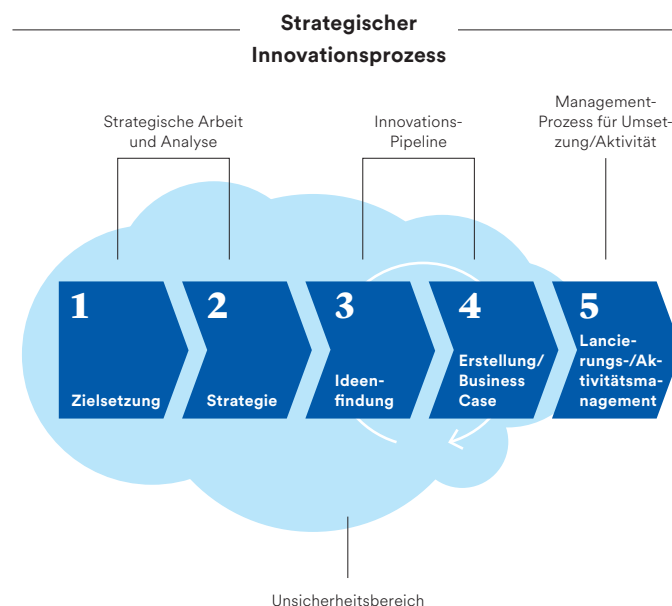 Strategischer
Innovationsprozess
Strategische Arbeit
und Analyse
Innovations-
Pipeline
Management-
Prozess für Umset-
zung/Aktivität
1
Zielsetzung
2
Strategie
3
Ideen-
findung
4
Erstellung/
Business
Case
5
Lancie-
rungs-/Ak-
tivitätsma-
nagement
Unsicherheitsbereich